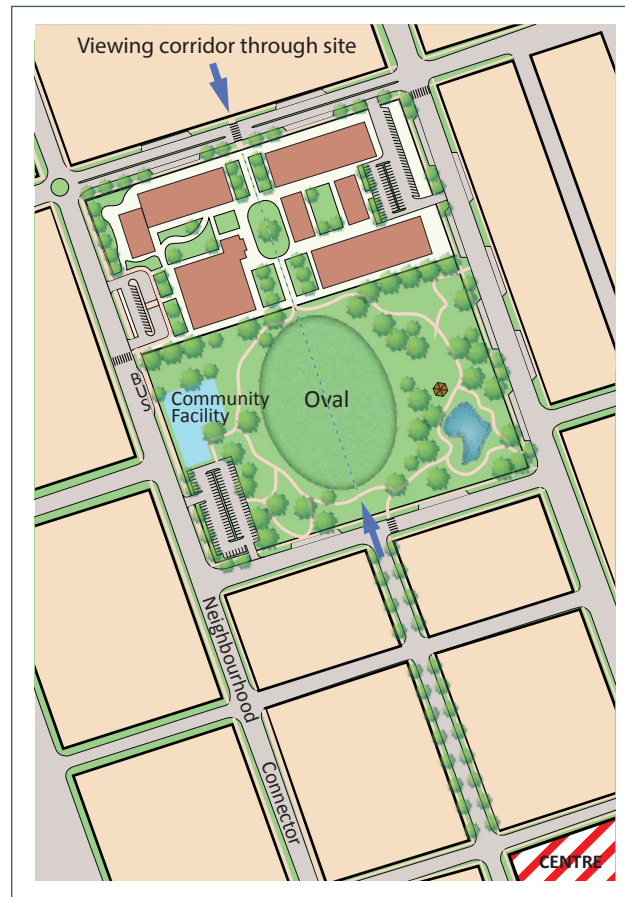 Viewing corridor through site
BUS
Community
Facility
Oval
Neighbourhood
Connector
CENTRE